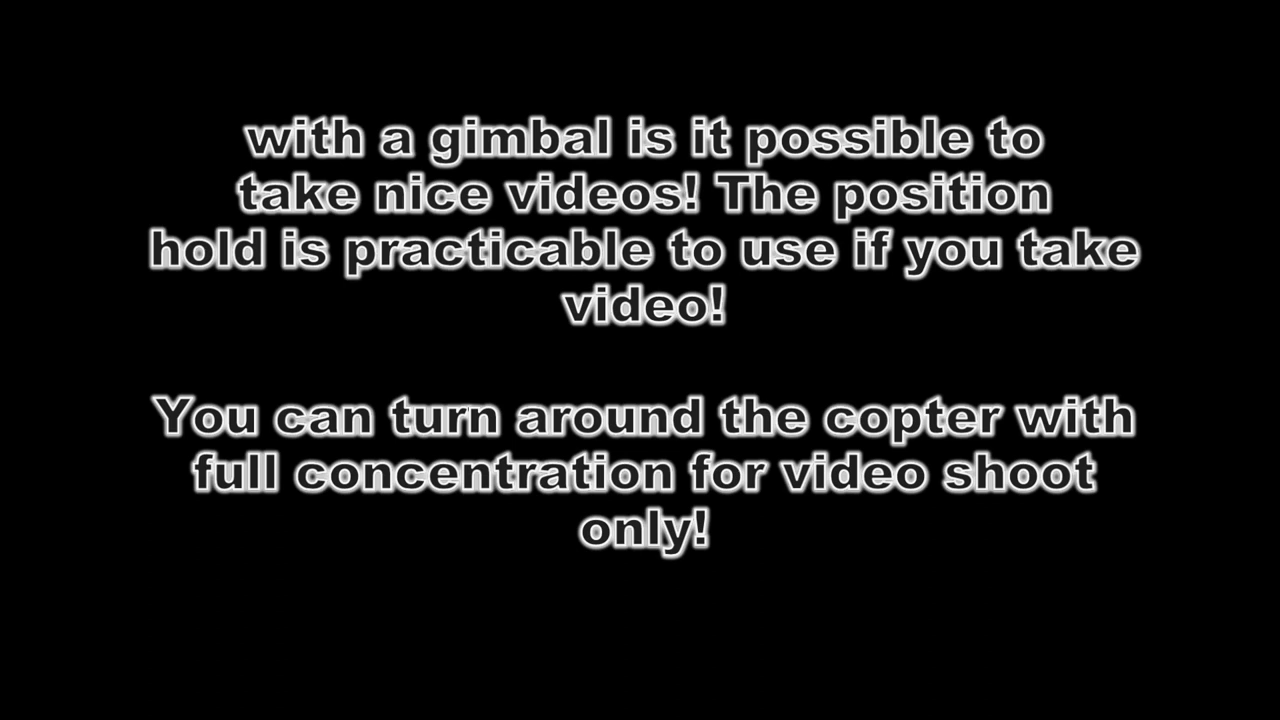 with a gimbal is it possible to
take nice videos! The position
hold is practicable to use if you take
video!
You can turn around the copter with
full concentration for video shoot
only!